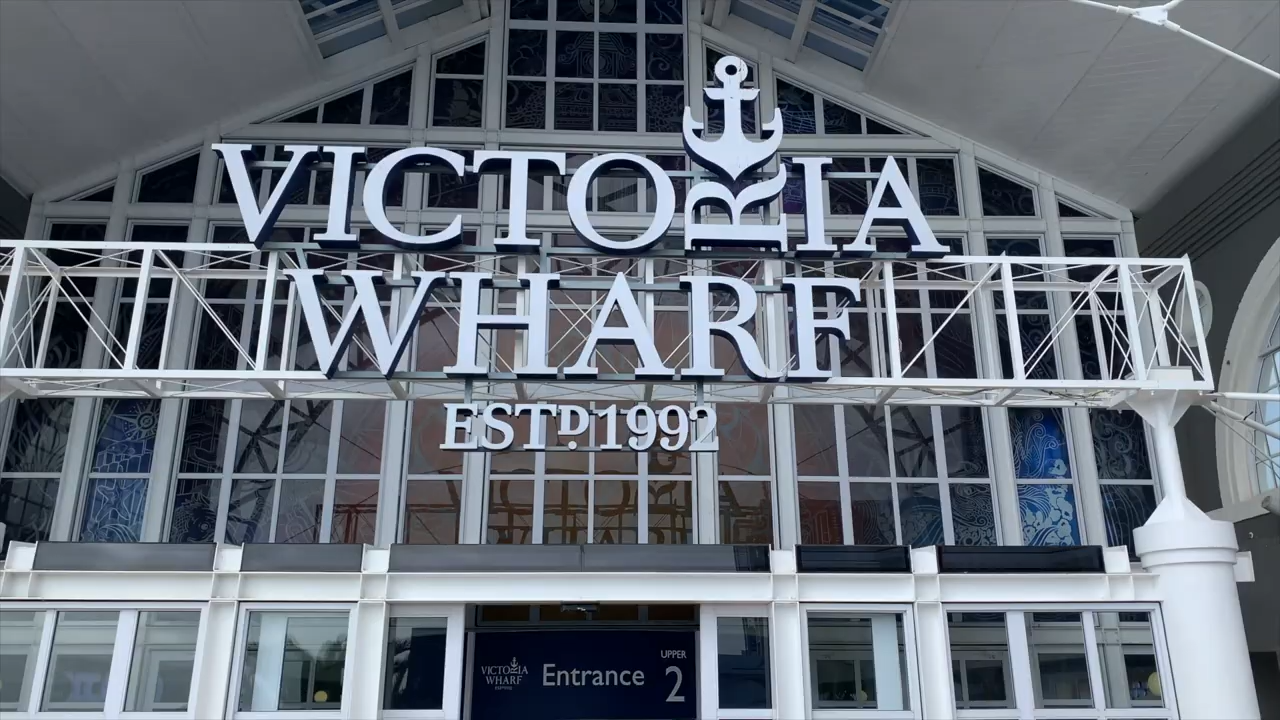 VICTORIA
WHARF
ESTD 1992
VICTORIA
WHARF
Entrance
UPPER
2